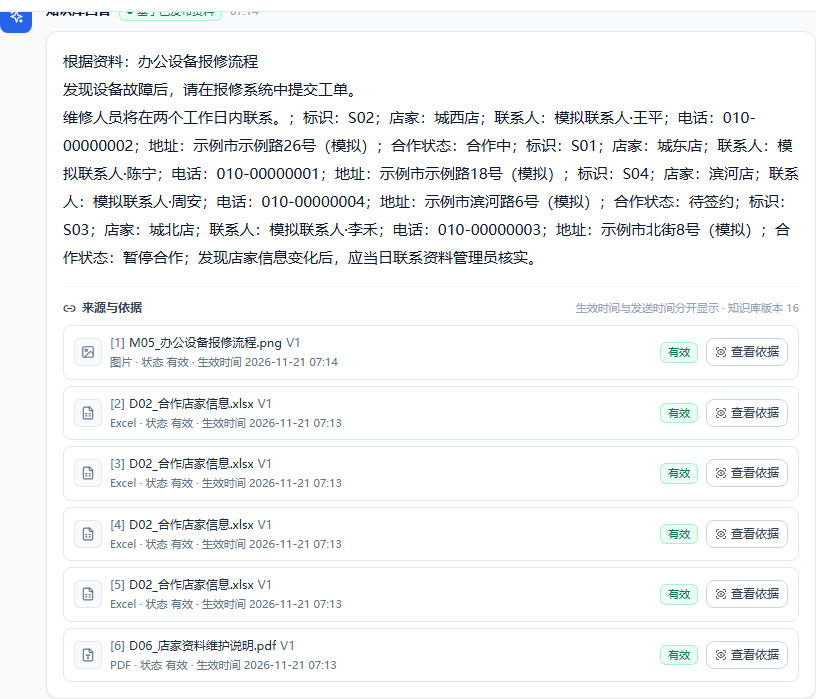 知识库回答 基于已发布资料 07:14
根据资料：办公设备报修流程
发现设备故障后，请在报修系统中提交工单。
维修人员将在两个工作日内联系。；标识：S02；店家：城西店；联系人：模拟联系人·王平；电话：010-
00000002；地址：示例市示例路26号（模拟）；合作状态：合作中；标识：S01；店家：城东店；联系人：模
拟联系人·陈宁；电话：010-00000001；地址：示例市示例路18号（模拟）；标识：S04；店家：滨河店；联系
人：模拟联系人·周安；电话：010-00000004；地址：示例市滨河路6号（模拟）；合作状态：待签约；标识：
S03；店家：城北店；联系人：模拟联系人·李禾；电话：010-00000003；地址：示例市北街8号（模拟）；合
作状态：暂停合作；发现店家信息变化后，应当日联系资料管理员核实。
来源与依据 生效时间与发送时间分开显示 · 知识库版本 16
[1] M05_办公设备报修流程.png V1
图片 · 状态 有效 · 生效时间 2026-11-21 07:14
有效 查看依据
[2] D02_合作店家信息.xlsx V1
Excel · 状态 有效 · 生效时间 2026-11-21 07:13
有效 查看依据
[3] D02_合作店家信息.xlsx V1
Excel · 状态 有效 · 生效时间 2026-11-21 07:13
有效 查看依据
[4] D02_合作店家信息.xlsx V1
Excel · 状态 有效 · 生效时间 2026-11-21 07:13
有效 查看依据
[5] D02_合作店家信息.xlsx V1
Excel · 状态 有效 · 生效时间 2026-11-21 07:13
有效 查看依据
[6] D06_店家资料维护说明.pdf V1
PDF · 状态 有效 · 生效时间 2026-11-21 07:13
有效 查看依据